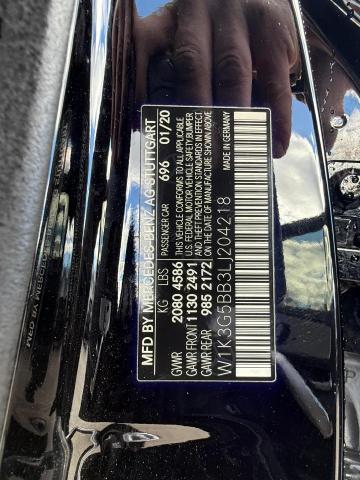 MFD BY MERCEDES-BENZ AG STUTTGART
KG LBS PASSENGER CAR 696 01/20
GVWR 2080 4586 THIS VEHICLE CONFORMS TO ALL APPLICABLE
GAWR FRONT 1130 2491 FEDERAL MOTOR VEHICLE SAFETY, BUMPER
GAWR REAR 985 2172 AND THEFT PREVENTION STANDARDS IN EFFECT
ON THE DATE OF MANUFACTURE SHOWN ABOVE.
W1K3G5BB3LJ204218 MADE IN GERMANY